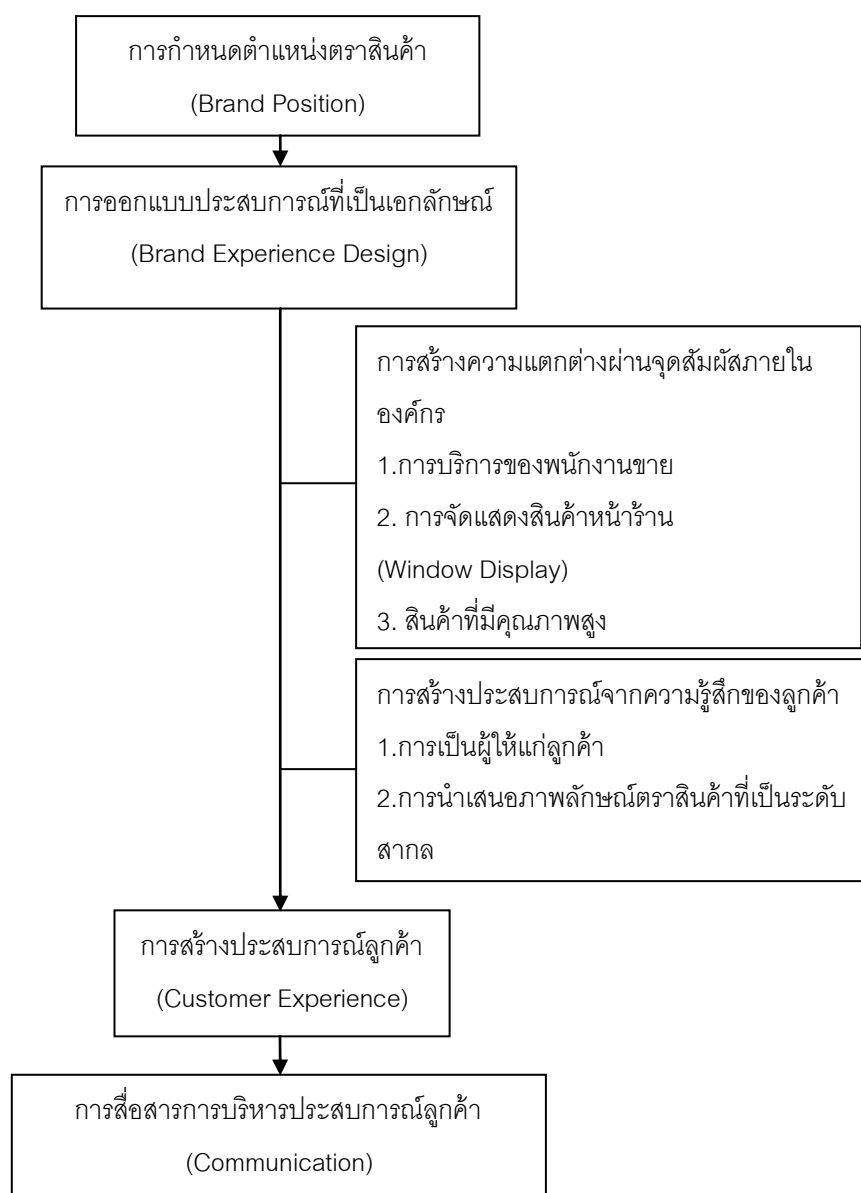 การกำหนดตำแหน่งตราสินค้า
(Brand Position)
การออกแบบประสบการณ์ที่เป็นเอกลักษณ์
(Brand Experience Design)
การสร้างความแตกต่างผ่านจุดสัมผัสภายใน
องค์กร
1.การบริการของพนักงานขาย
2. การจัดแสดงสินค้าหน้าร้าน
(Window Display)
3. สินค้าที่มีคุณภาพสูง
การสร้างประสบการณ์จากความรู้สึกของลูกค้า
1.การเป็นผู้ให้แก่ลูกค้า
2.การนำเสนอภาพลักษณ์ตราสินค้าที่เป็นระดับ
สากล
การสร้างประสบการณ์ลูกค้า
(Customer Experience)
การสื่อสารการบริหารประสบการณ์ลูกค้า
(Communication)